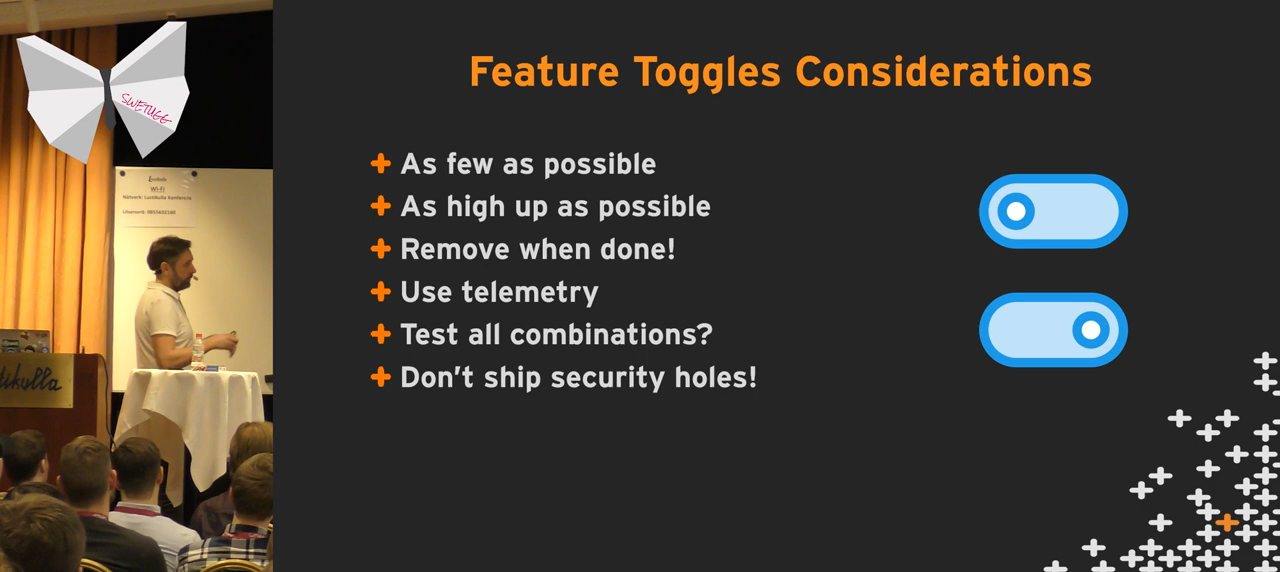 SWETUGG
Wi-Fi
Feature Toggles Considerations
As few as possible
As high up as possible
Remove when done!
Use telemetry
Test all combinations?
Don't ship security holes!